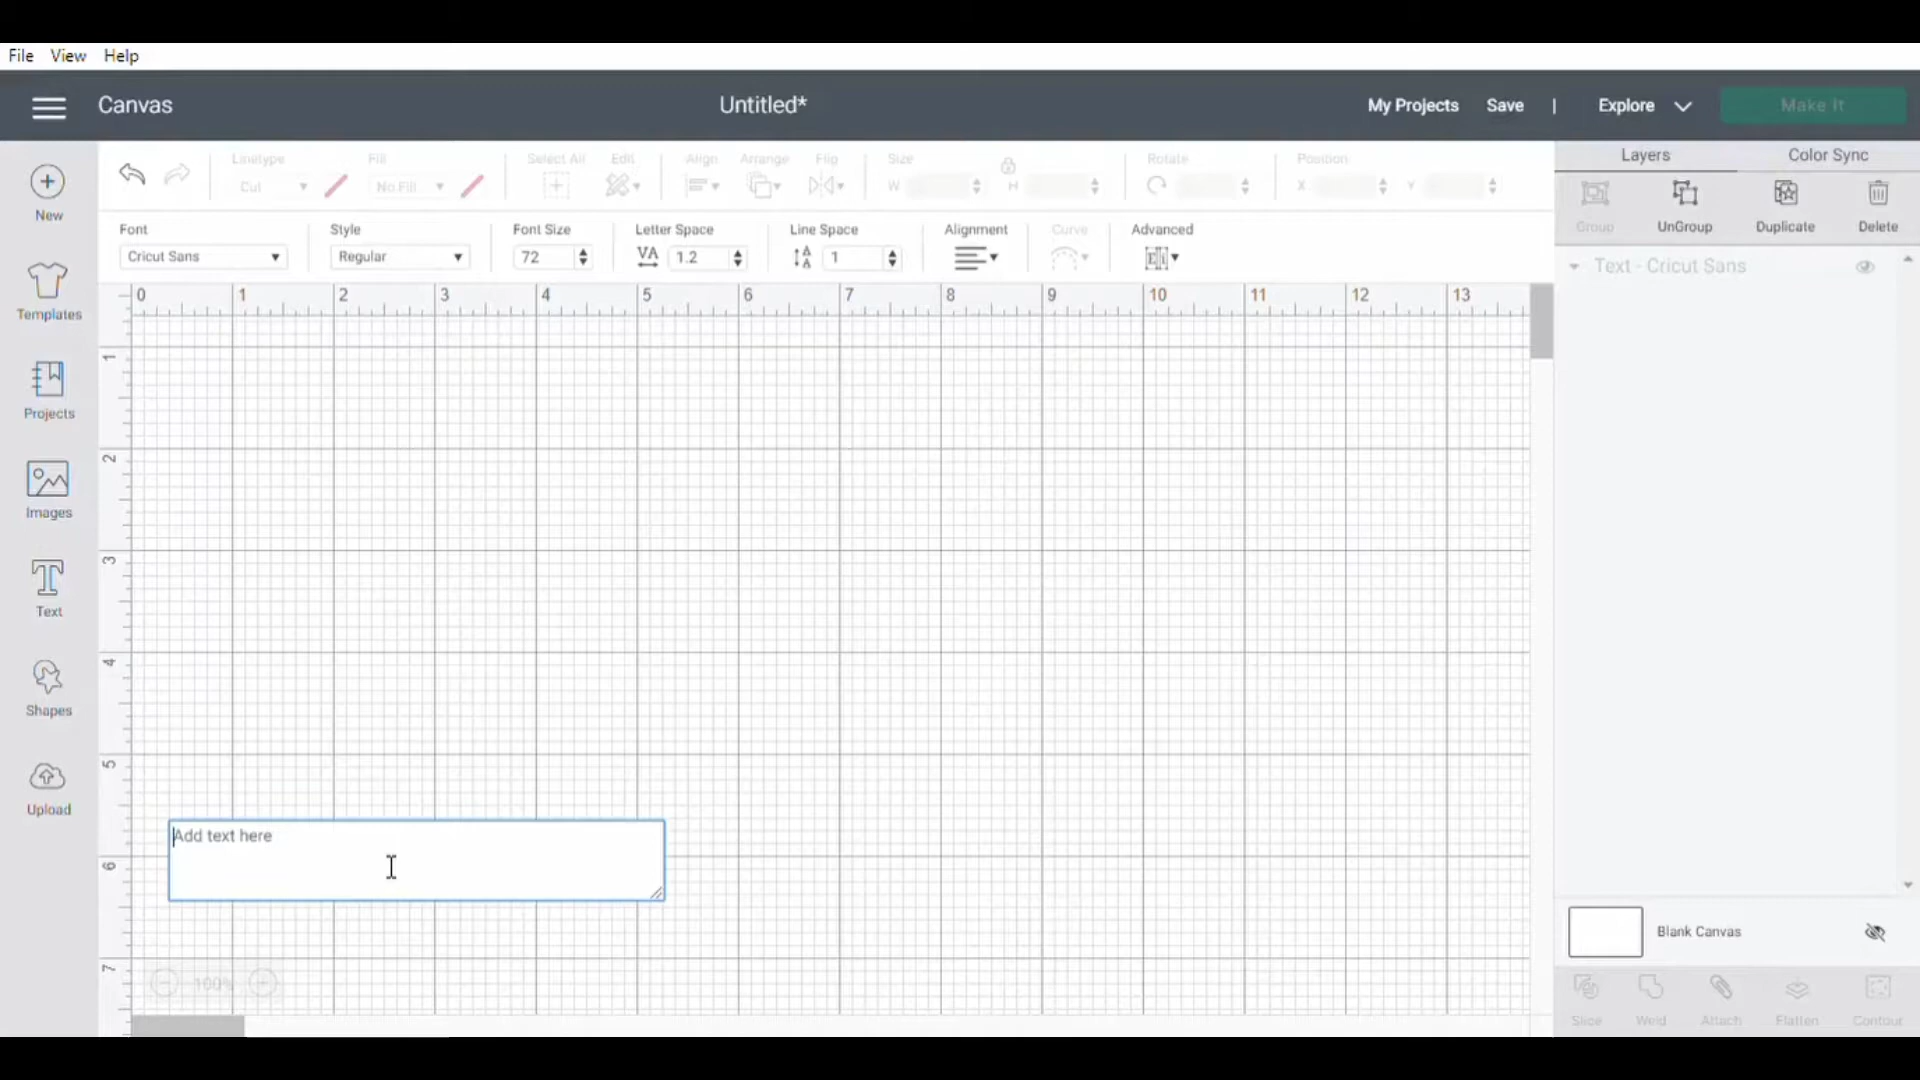 File View Help
Canvas Untitled* My Projects Save | Explore Make It
New
Templates
Projects
Images
Text
Shapes
Upload
Linetype Fill Select All Edit Align Arrange Flip Size Rotate Position
Cut No Fill W H X Y
Font Style Font Size Letter Space Line Space Alignment Curve Advanced
Cricut Sans Regular 72 VA 1.2 1
0 1 2 3 4 5 6 7 8 9 10 11 12 13
1
2
3
4
5
6
7
Add text here
100%
Layers Color Sync
Group UnGroup Duplicate Delete
Text - Cricut Sans
Blank Canvas
Slice Weld Attach Flatten Contour